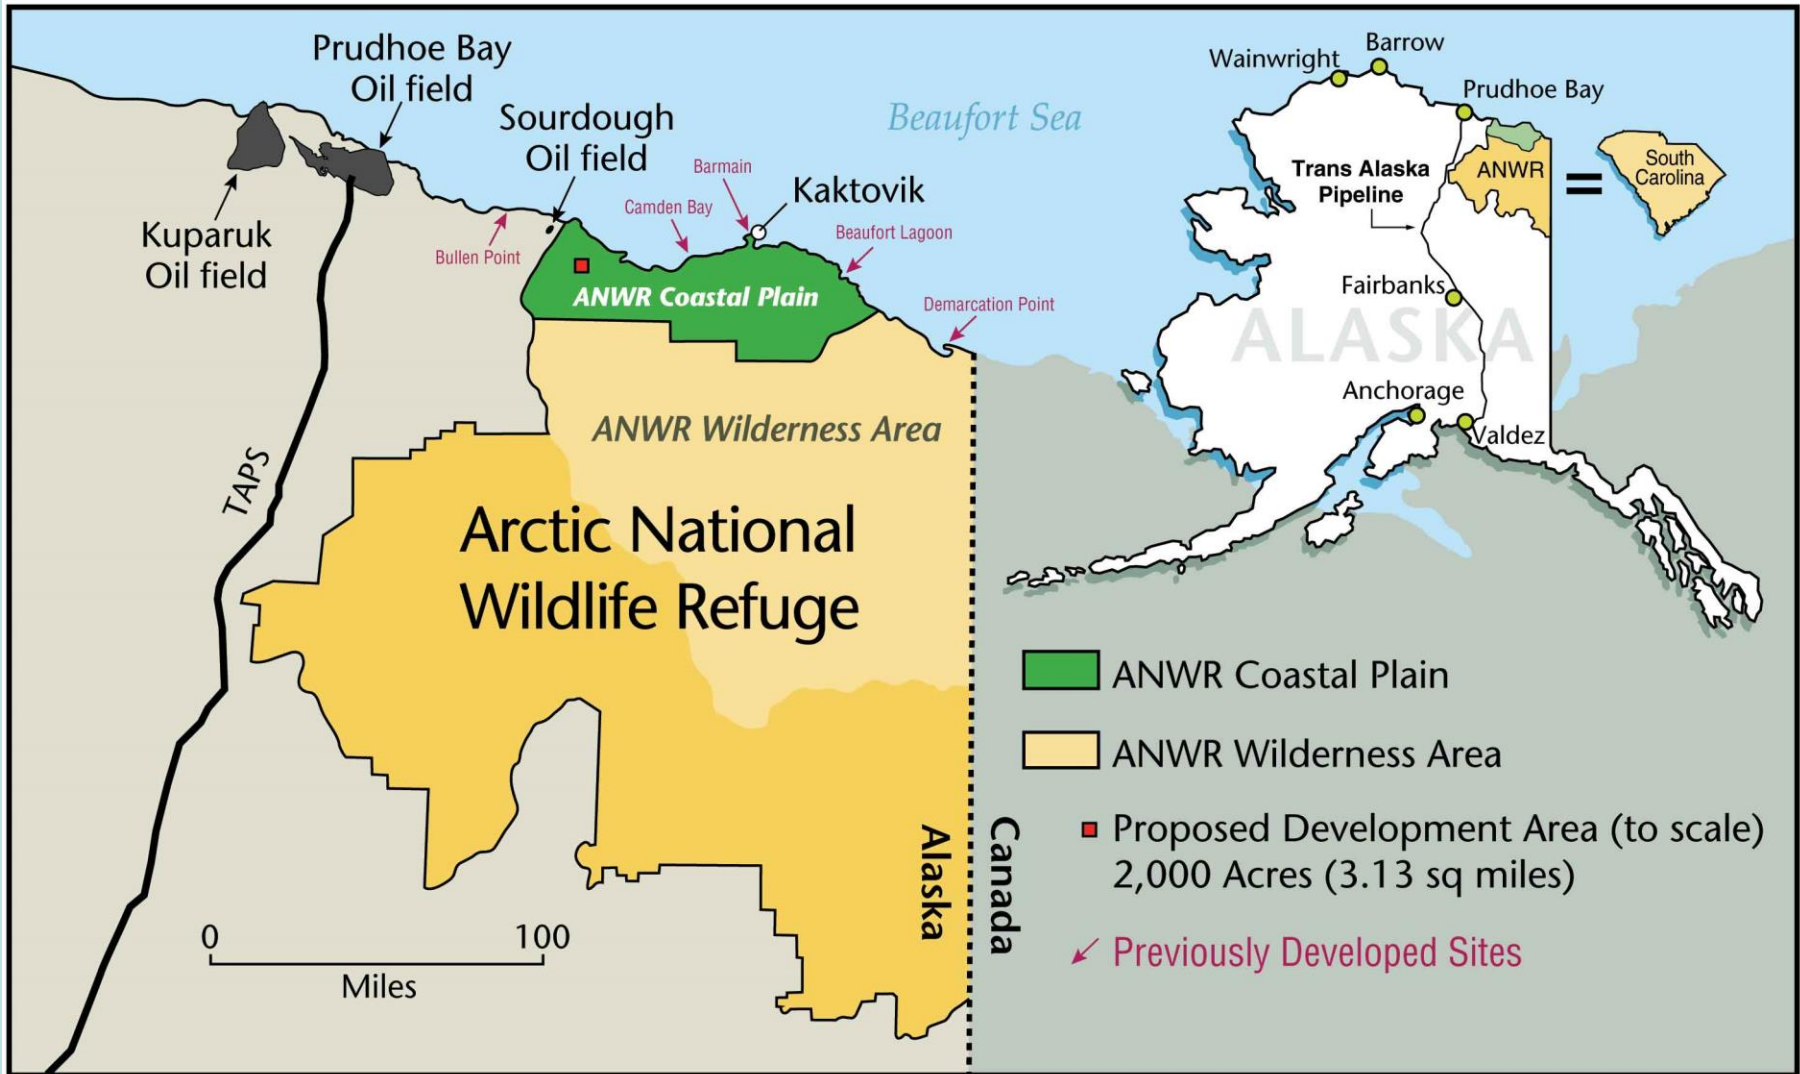 Prudhoe Bay
Oil field
Sourdough
Oil field
Kuparuk
Oil field
Bullen Point
Camden Bay
Barmain
Kaktovik
Beaufort Lagoon
Demarcation Point
Beaufort Sea
ANWR Coastal Plain
ANWR Wilderness Area
Arctic National
Wildlife Refuge
TAPS
0 100
Miles
Alaska
Canada
Wainwright
Barrow
Prudhoe Bay
Trans Alaska
Pipeline
ANWR
=
South
Carolina
Fairbanks
ALASKA
Anchorage
Valdez
ANWR Coastal Plain
ANWR Wilderness Area
Proposed Development Area (to scale)
2,000 Acres (3.13 sq miles)
Previously Developed Sites